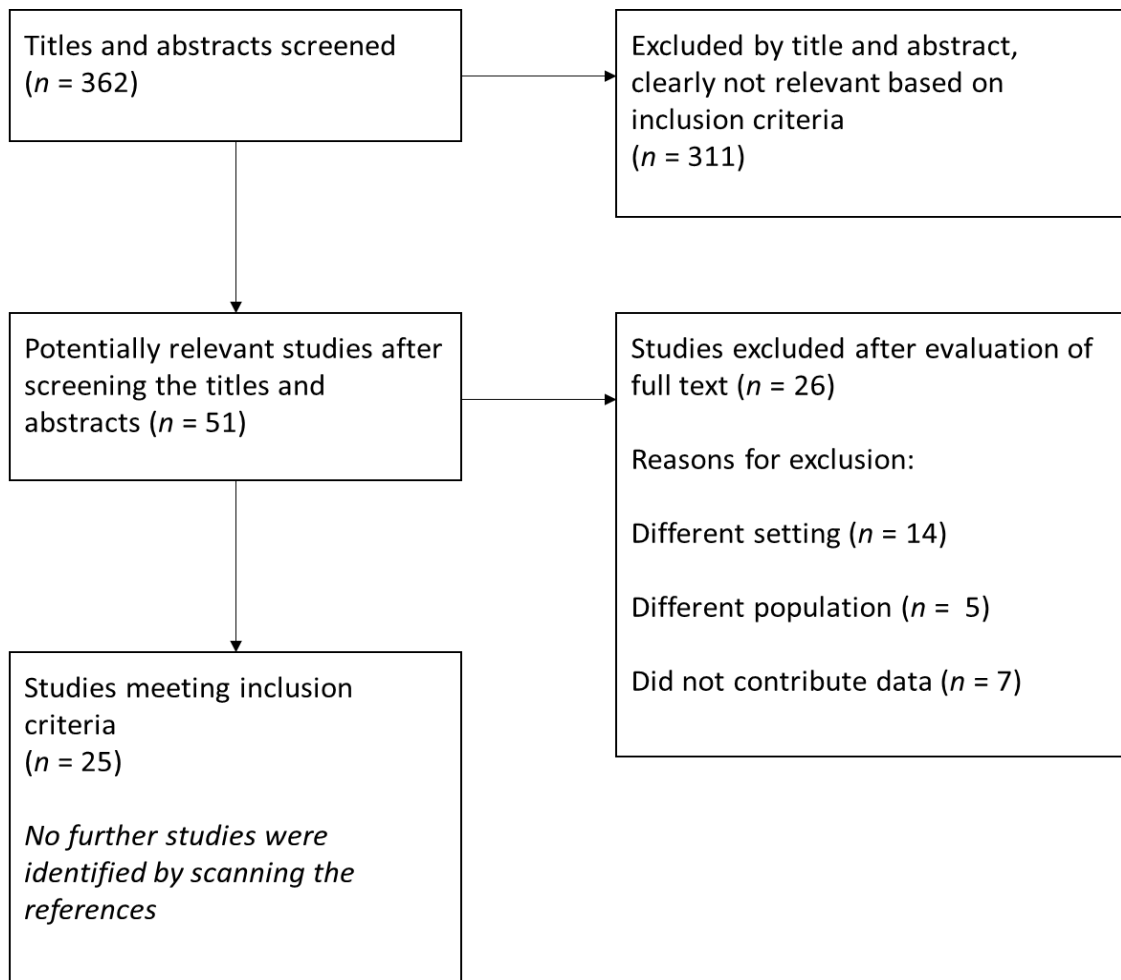 Titles and abstracts screened
(n = 362)
Excluded by title and abstract,
clearly not relevant based on
inclusion criteria
(n = 311)
Potentially relevant studies after
screening the titles and
abstracts (n = 51)
Studies excluded after evaluation of
full text (n = 26)
Reasons for exclusion:
Different setting (n = 14)
Different population (n =  5)
Did not contribute data (n = 7)
Studies meeting inclusion
criteria
(n = 25)
No further studies were
identified by scanning the
references